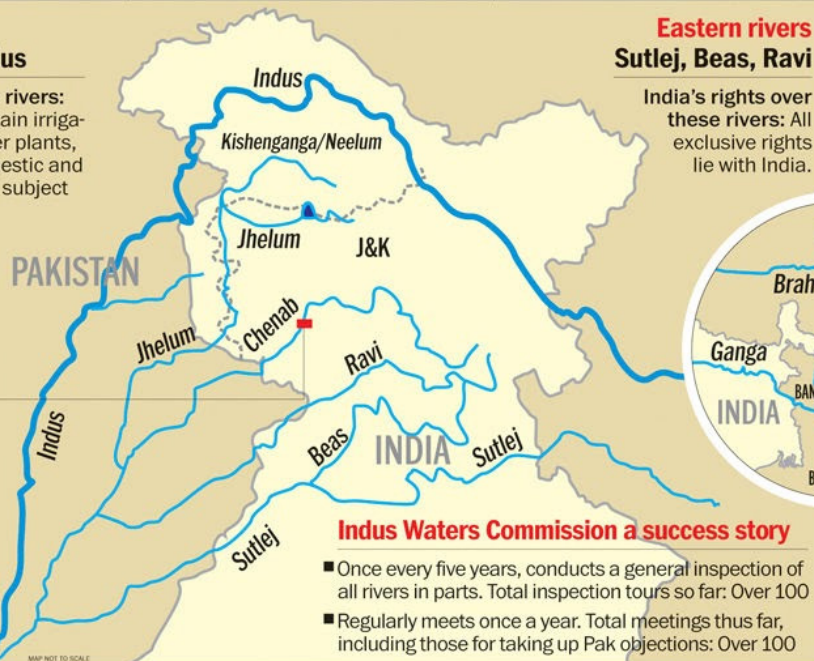 us
rivers:
ain irriga-
er plants,
estic and
subject
Eastern rivers
Sutlej, Beas, Ravi
India's rights over
these rivers: All
exclusive rights
lie with India.
Indus
Kishenganga/Neelum
Jhelum
J&K
PAKISTAN
Chenab
Jhelum
Ravi
Indus
Beas
INDIA
Sutlej
Sutlej
Brah
Ganga
BAN
INDIA
B
Indus Waters Commission a success story
■ Once every five years, conducts a general inspection of
all rivers in parts. Total inspection tours so far: Over 100
■ Regularly meets once a year. Total meetings thus far,
including those for taking up Pak objections: Over 100
MAP NOT TO SCALE